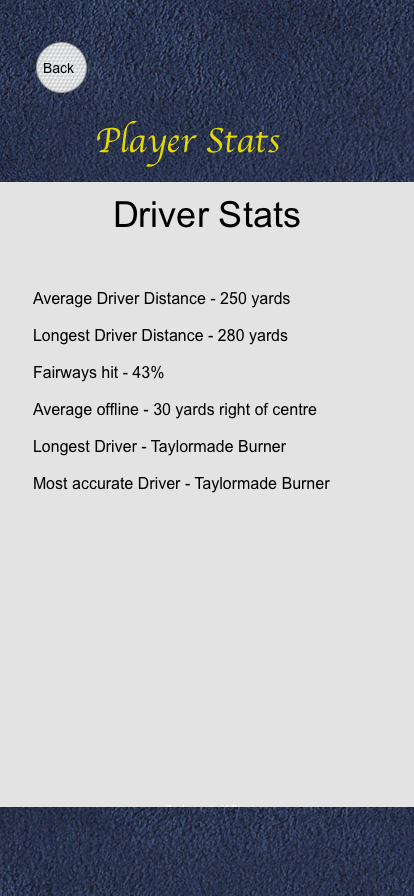 Back
Player Stats
Driver Stats
Average Driver Distance - 250 yards
Longest Driver Distance - 280 yards
Fairways hit - 43%
Average offline - 30 yards right of centre
Longest Driver - Taylormade Burner
Most accurate Driver - Taylormade Burner